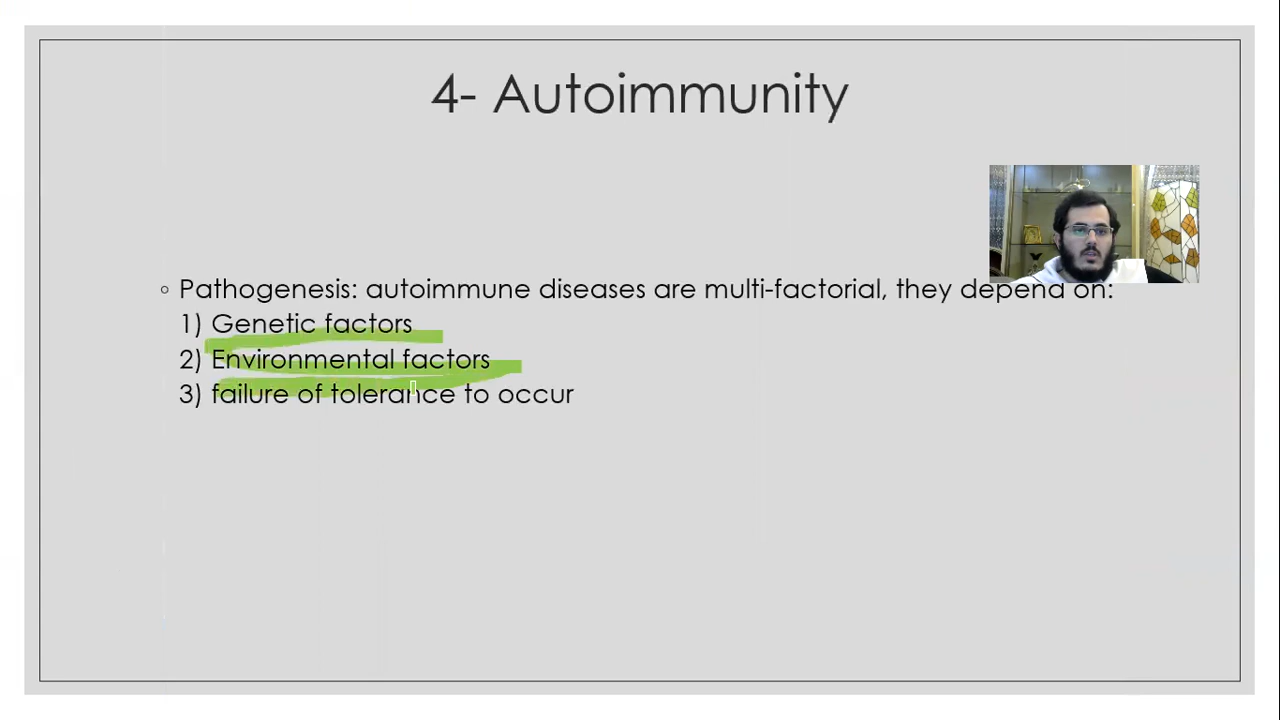 4- Autoimmunity
◦ Pathogenesis: autoimmune diseases are multi-factorial, they depend on:
1) Genetic factors
2) Environmental factors
3) failure of tolerance to occur